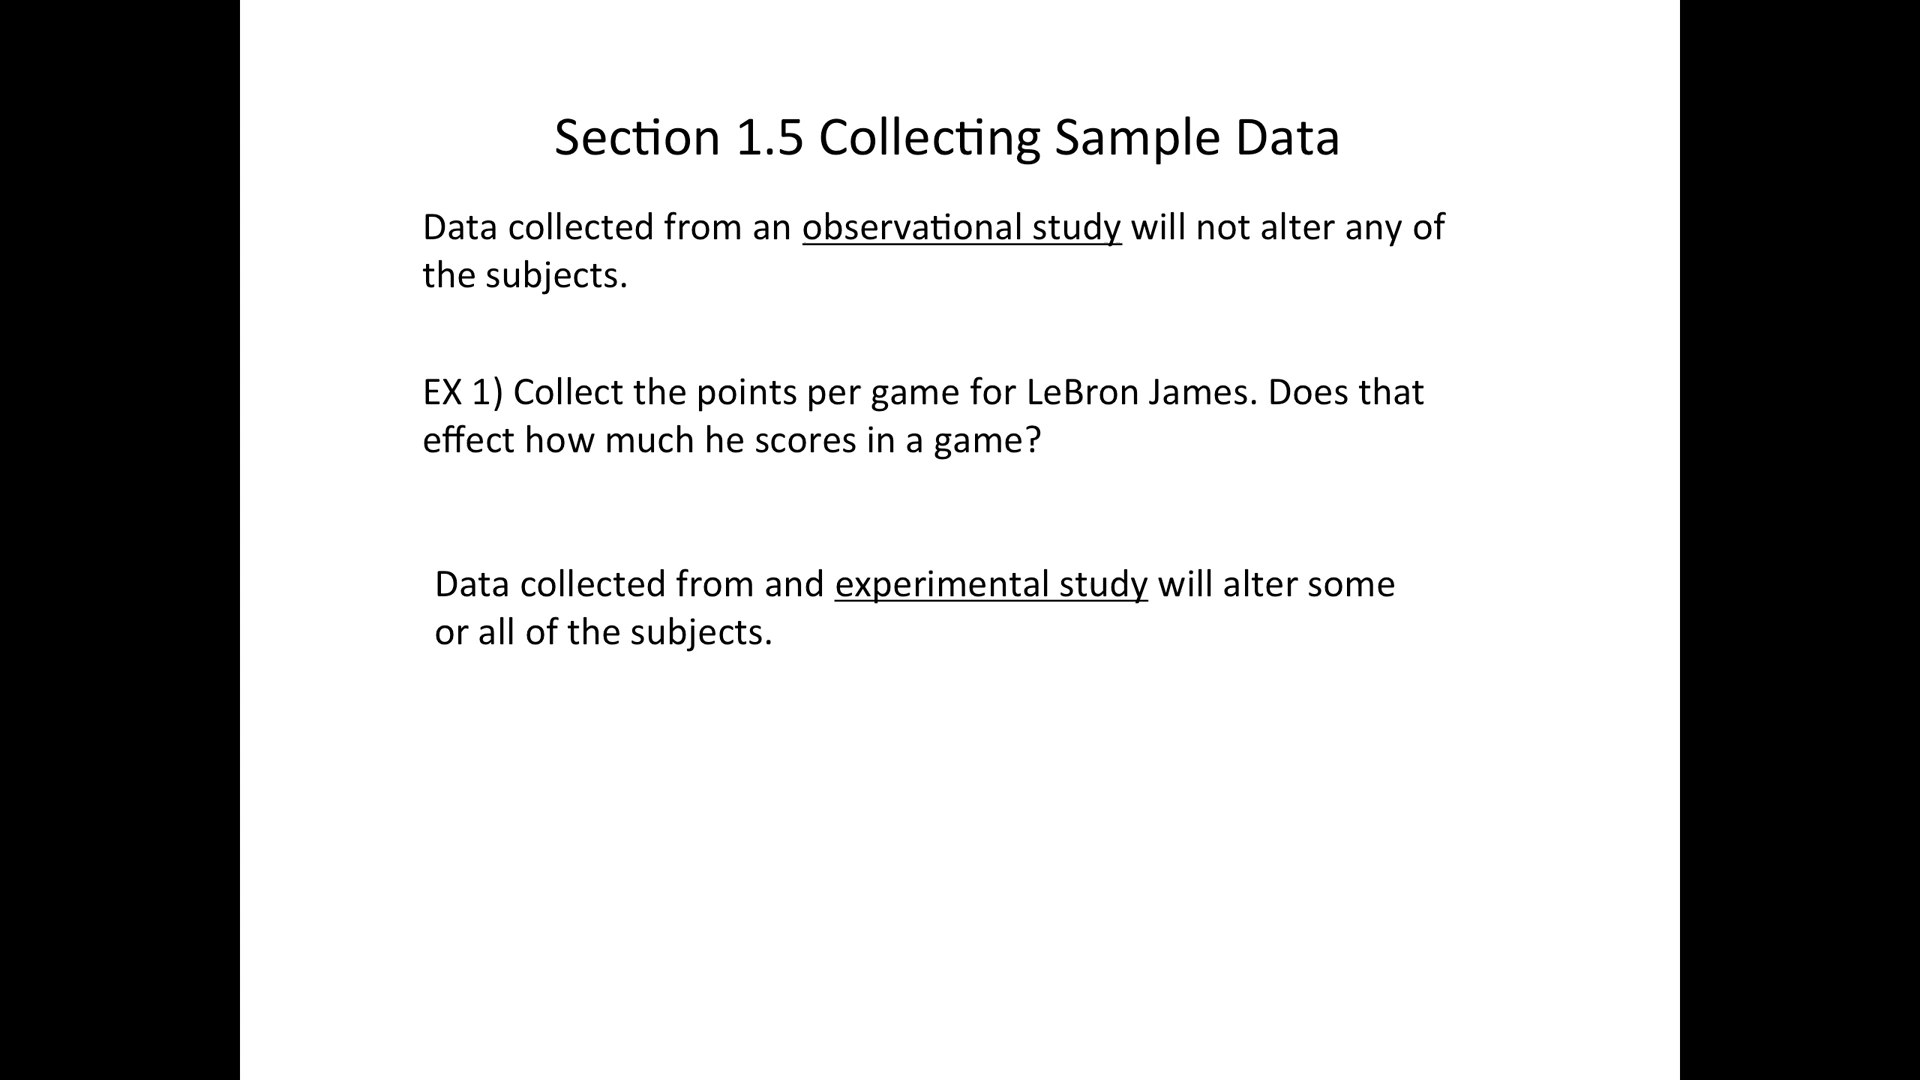 Section 1.5 Collecting Sample Data
Data collected from an observational study will not alter any of
the subjects.
EX 1) Collect the points per game for LeBron James. Does that
effect how much he scores in a game?
Data collected from and experimental study will alter some
or all of the subjects.